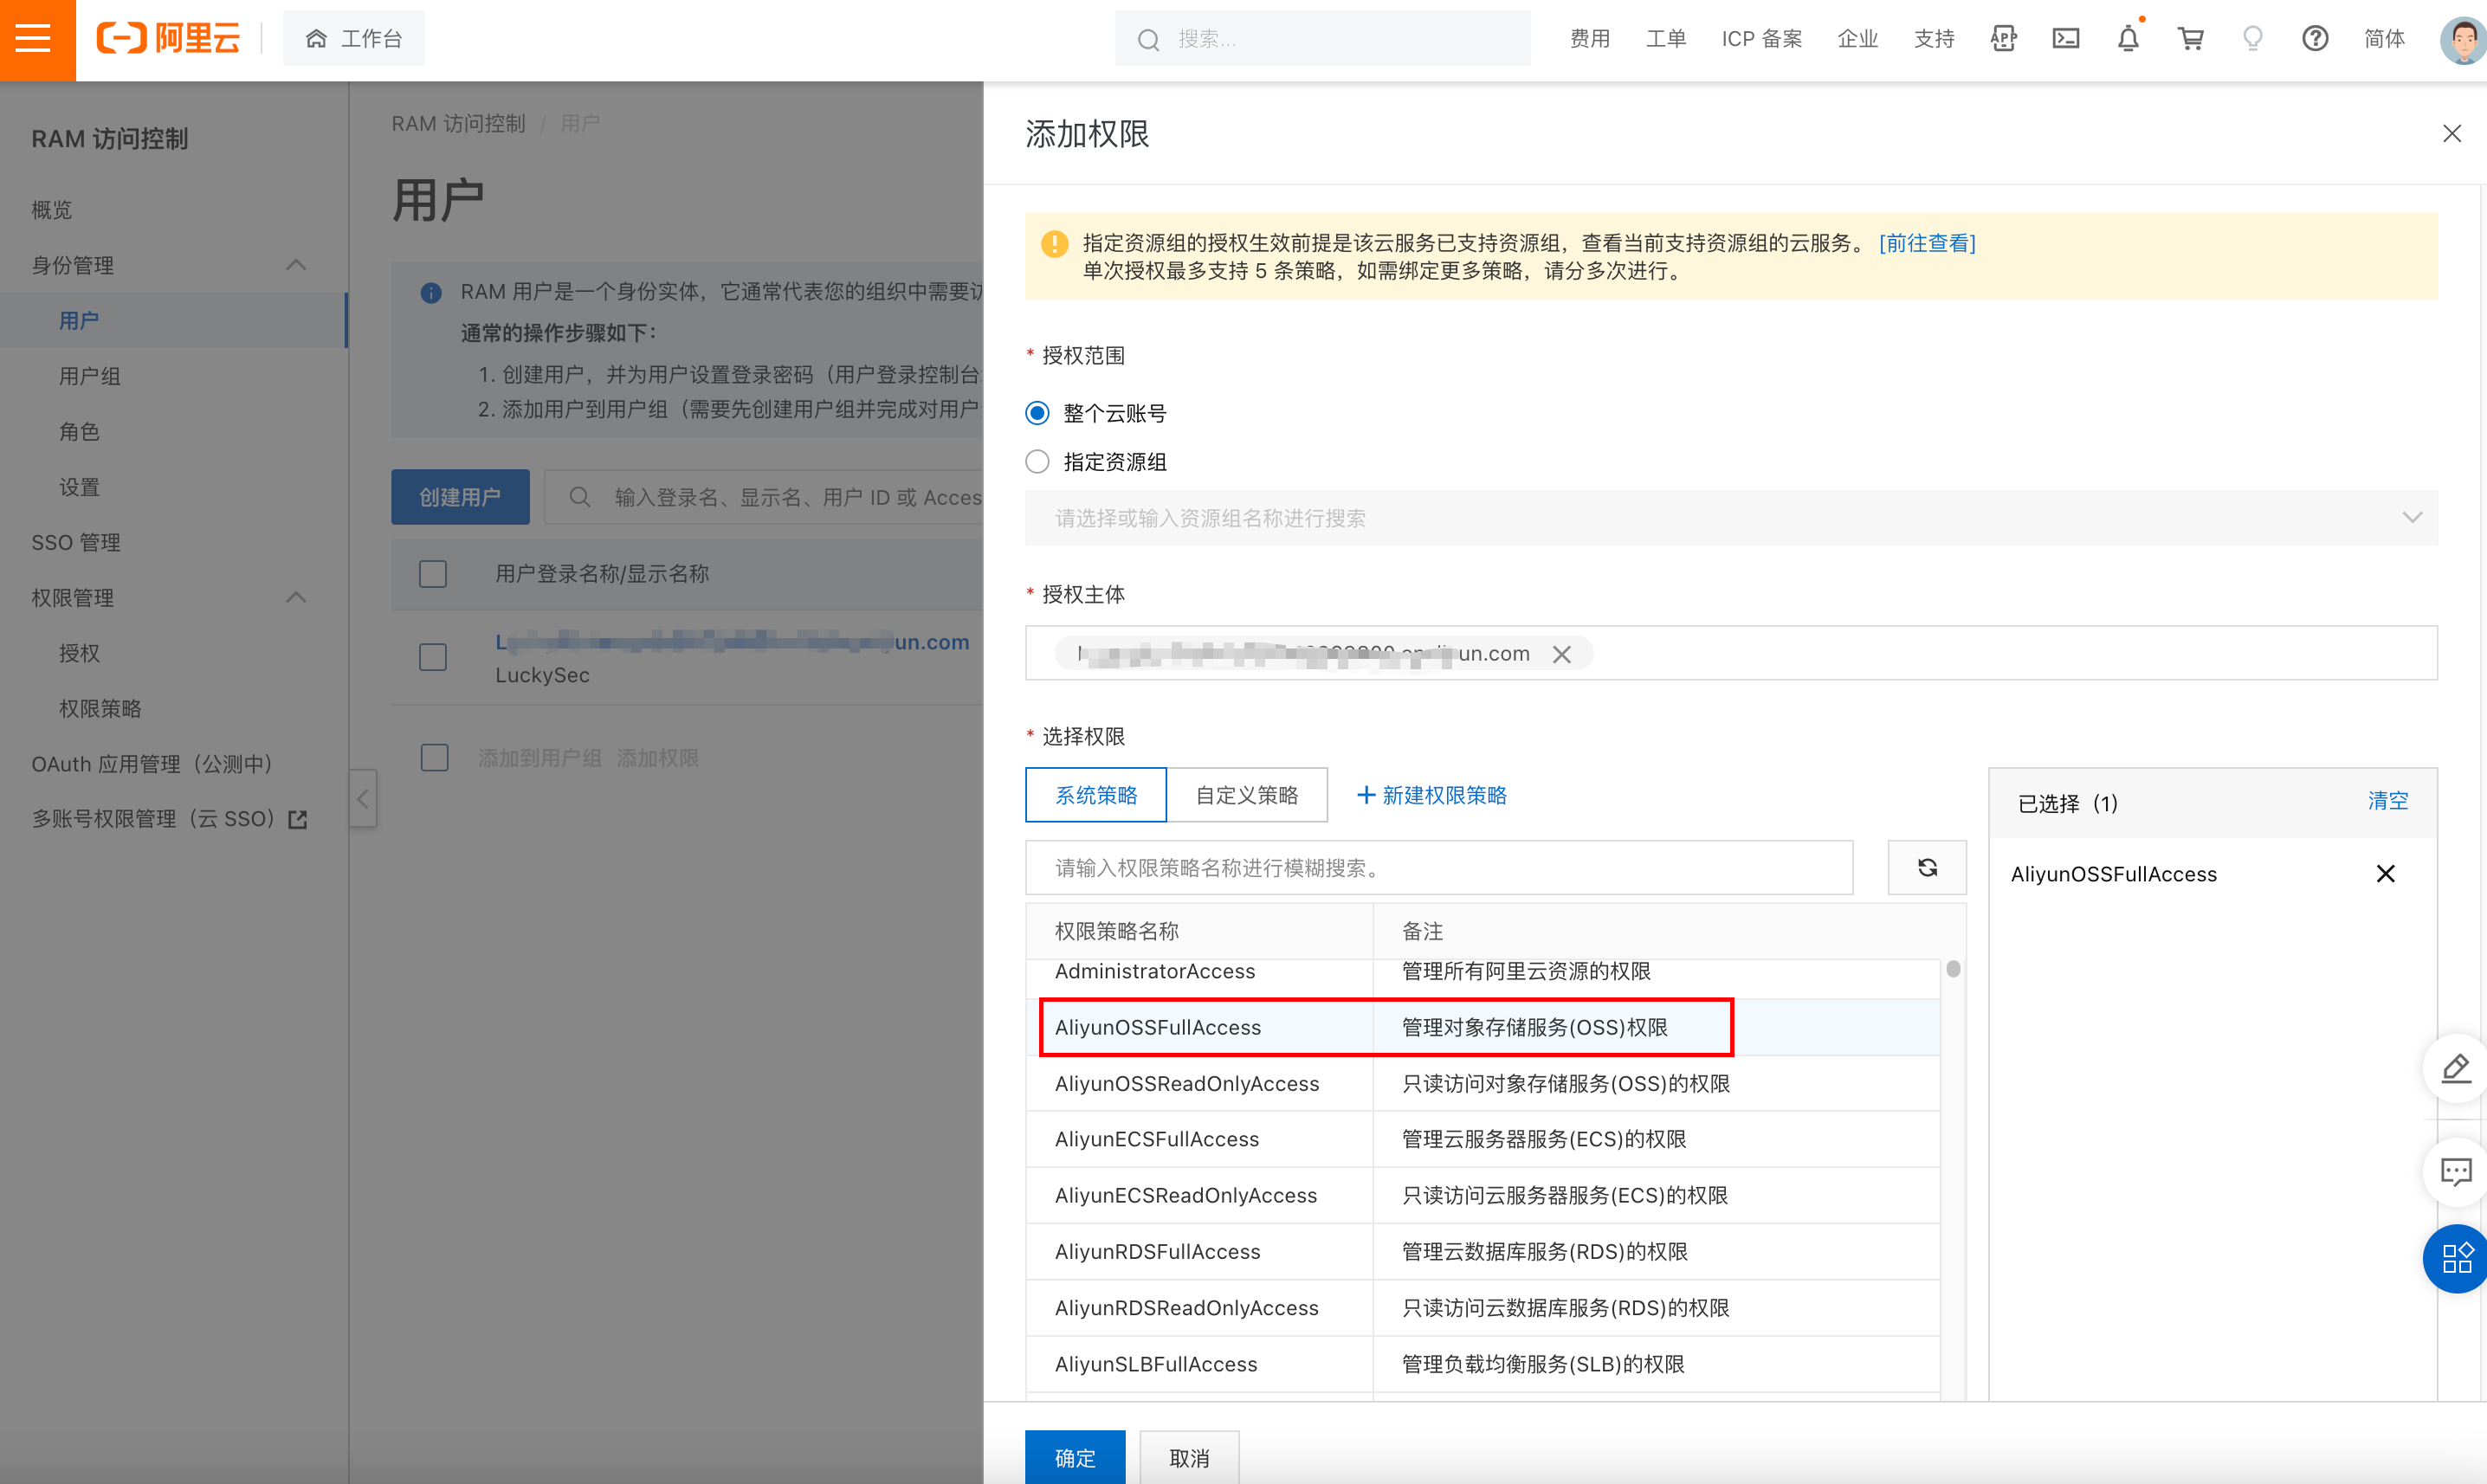 阿里云
工作台
搜索...
费用
工单
ICP 备案
企业
支持
APP
简体
RAM 访问控制
概览
身份管理
用户
用户组
角色
设置
SSO 管理
权限管理
授权
权限策略
OAuth 应用管理（公测中）
多账号权限管理（云 SSO）
RAM 访问控制 / 用户
用户
RAM 用户是一个身份实体，它通常代表您的组织中需要访
通常的操作步骤如下：
1. 创建用户，并为用户设置登录密码（用户登录控制台
2. 添加用户到用户组（需要先创建用户组并完成对用户
创建用户
输入登录名、显示名、用户 ID 或 Acces
用户登录名称/显示名称
un.com
LuckySec
添加到用户组 添加权限
添加权限
指定资源组的授权生效前提是该云服务已支持资源组，查看当前支持资源组的云服务。 [前往查看]
单次授权最多支持 5 条策略，如需绑定更多策略，请分多次进行。
* 授权范围
整个云账号
指定资源组
请选择或输入资源组名称进行搜索
* 授权主体
un.com
* 选择权限
系统策略
自定义策略
新建权限策略
请输入权限策略名称进行模糊搜索。
权限策略名称 备注
AdministratorAccess 管理所有阿里云资源的权限
AliyunOSSFullAccess 管理对象存储服务(OSS)权限
AliyunOSSReadOnlyAccess 只读访问对象存储服务(OSS)的权限
AliyunECSFullAccess 管理云服务器服务(ECS)的权限
AliyunECSReadOnlyAccess 只读访问云服务器服务(ECS)的权限
AliyunRDSFullAccess 管理云数据库服务(RDS)的权限
AliyunRDSReadOnlyAccess 只读访问云数据库服务(RDS)的权限
AliyunSLBFullAccess 管理负载均衡服务(SLB)的权限
已选择（1）
清空
AliyunOSSFullAccess
确定
取消